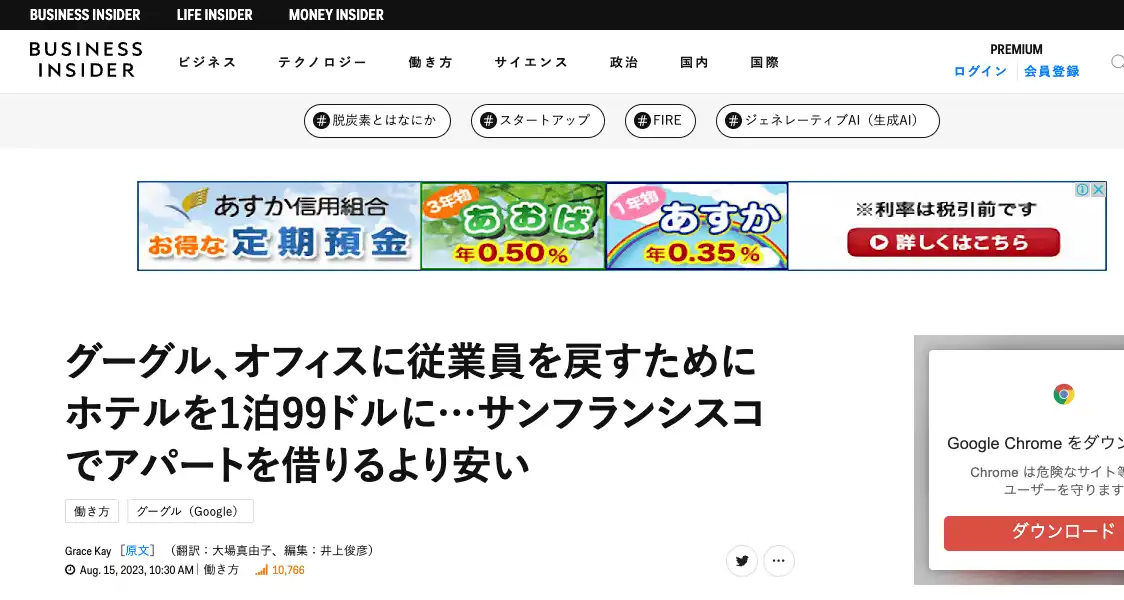 BUSINESS INSIDER LIFE INSIDER MONEY INSIDER
BUSINESS
INSIDER
ビジネス テクノロジー 働き方 サイエンス 政治 国内 国際
PREMIUM
ログイン 会員登録
#脱炭素とはなにか #スタートアップ #FIRE #ジェネレーティブAI（生成AI）
あすか信用組合
お得な定期預金
3年物
あおば
年0.50%
1年物
あすか
年0.35%
※利率は税引前です
詳しくはこちら
グーグル、オフィスに従業員を戻すために
ホテルを1泊99ドルに…サンフランシスコ
でアパートを借りるより安い
働き方 グーグル（Google）
Grace Kay ［原文］ （翻訳：大場真由子、編集：井上俊彦）
Aug. 15, 2023, 10:30 AM | 働き方 10,766
Google Chrome をダウン
Chrome は危険なサイト等
ユーザーを守ります
ダウンロード